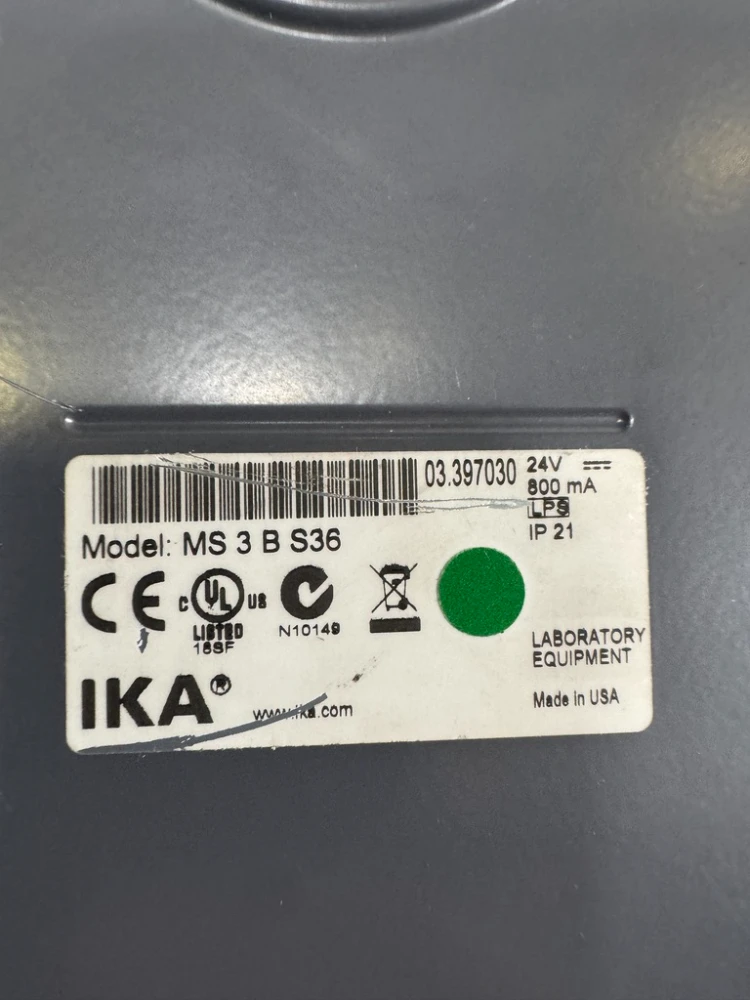 03.397030
24V
800 mA
LPS
IP 21
Model: MS 3 B S36
CE
C UL US
LISTED
18SF
N10149
LABORATORY
EQUIPMENT
IKA®
www.ika.com
Made in USA